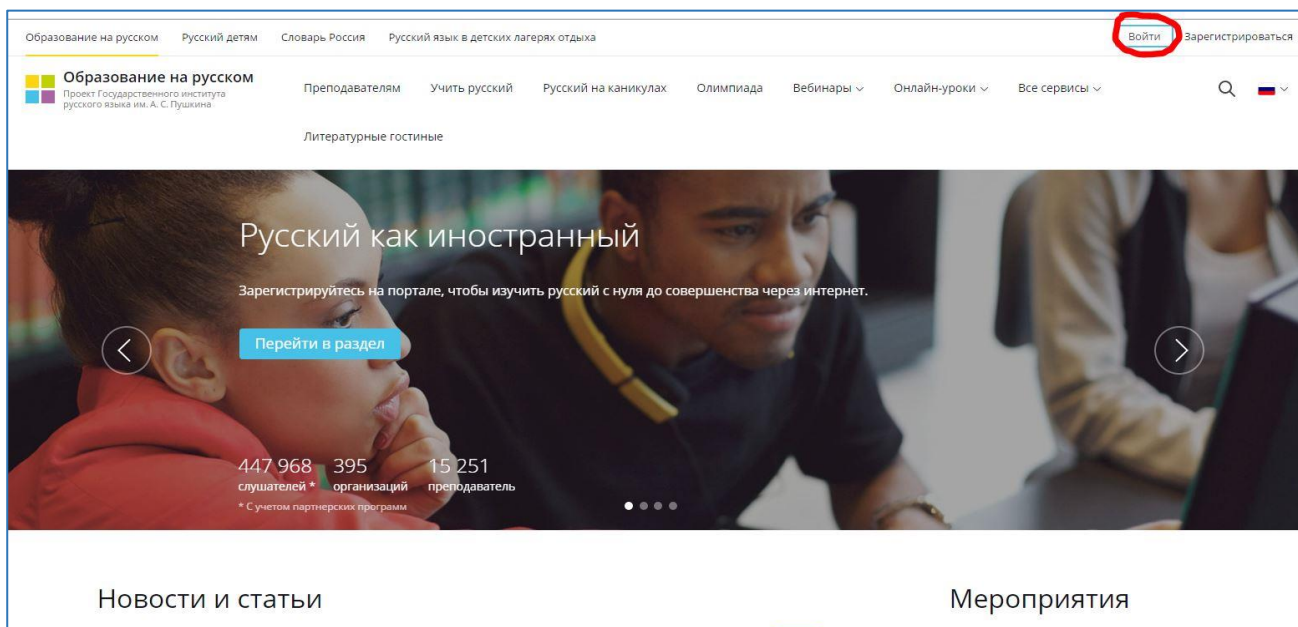 Образование на русском Русский детям Словарь Россия Русский язык в детских лагерях отдыха Войти Зарегистрироваться
Образование на русском
Проект Государственного института
русского языка им. А. С. Пушкина
Преподавателям Учить русский Русский на каникулах Олимпиада Вебинары Онлайн-уроки Все сервисы
Литературные гостиные
Русский как иностранный
Зарегистрируйтесь на портале, чтобы изучить русский с нуля до совершенства через интернет.
Перейти в раздел
447 968 395 15 251
слушателей * организаций преподаватель
* С учетом партнерских программ
Новости и статьи Мероприятия